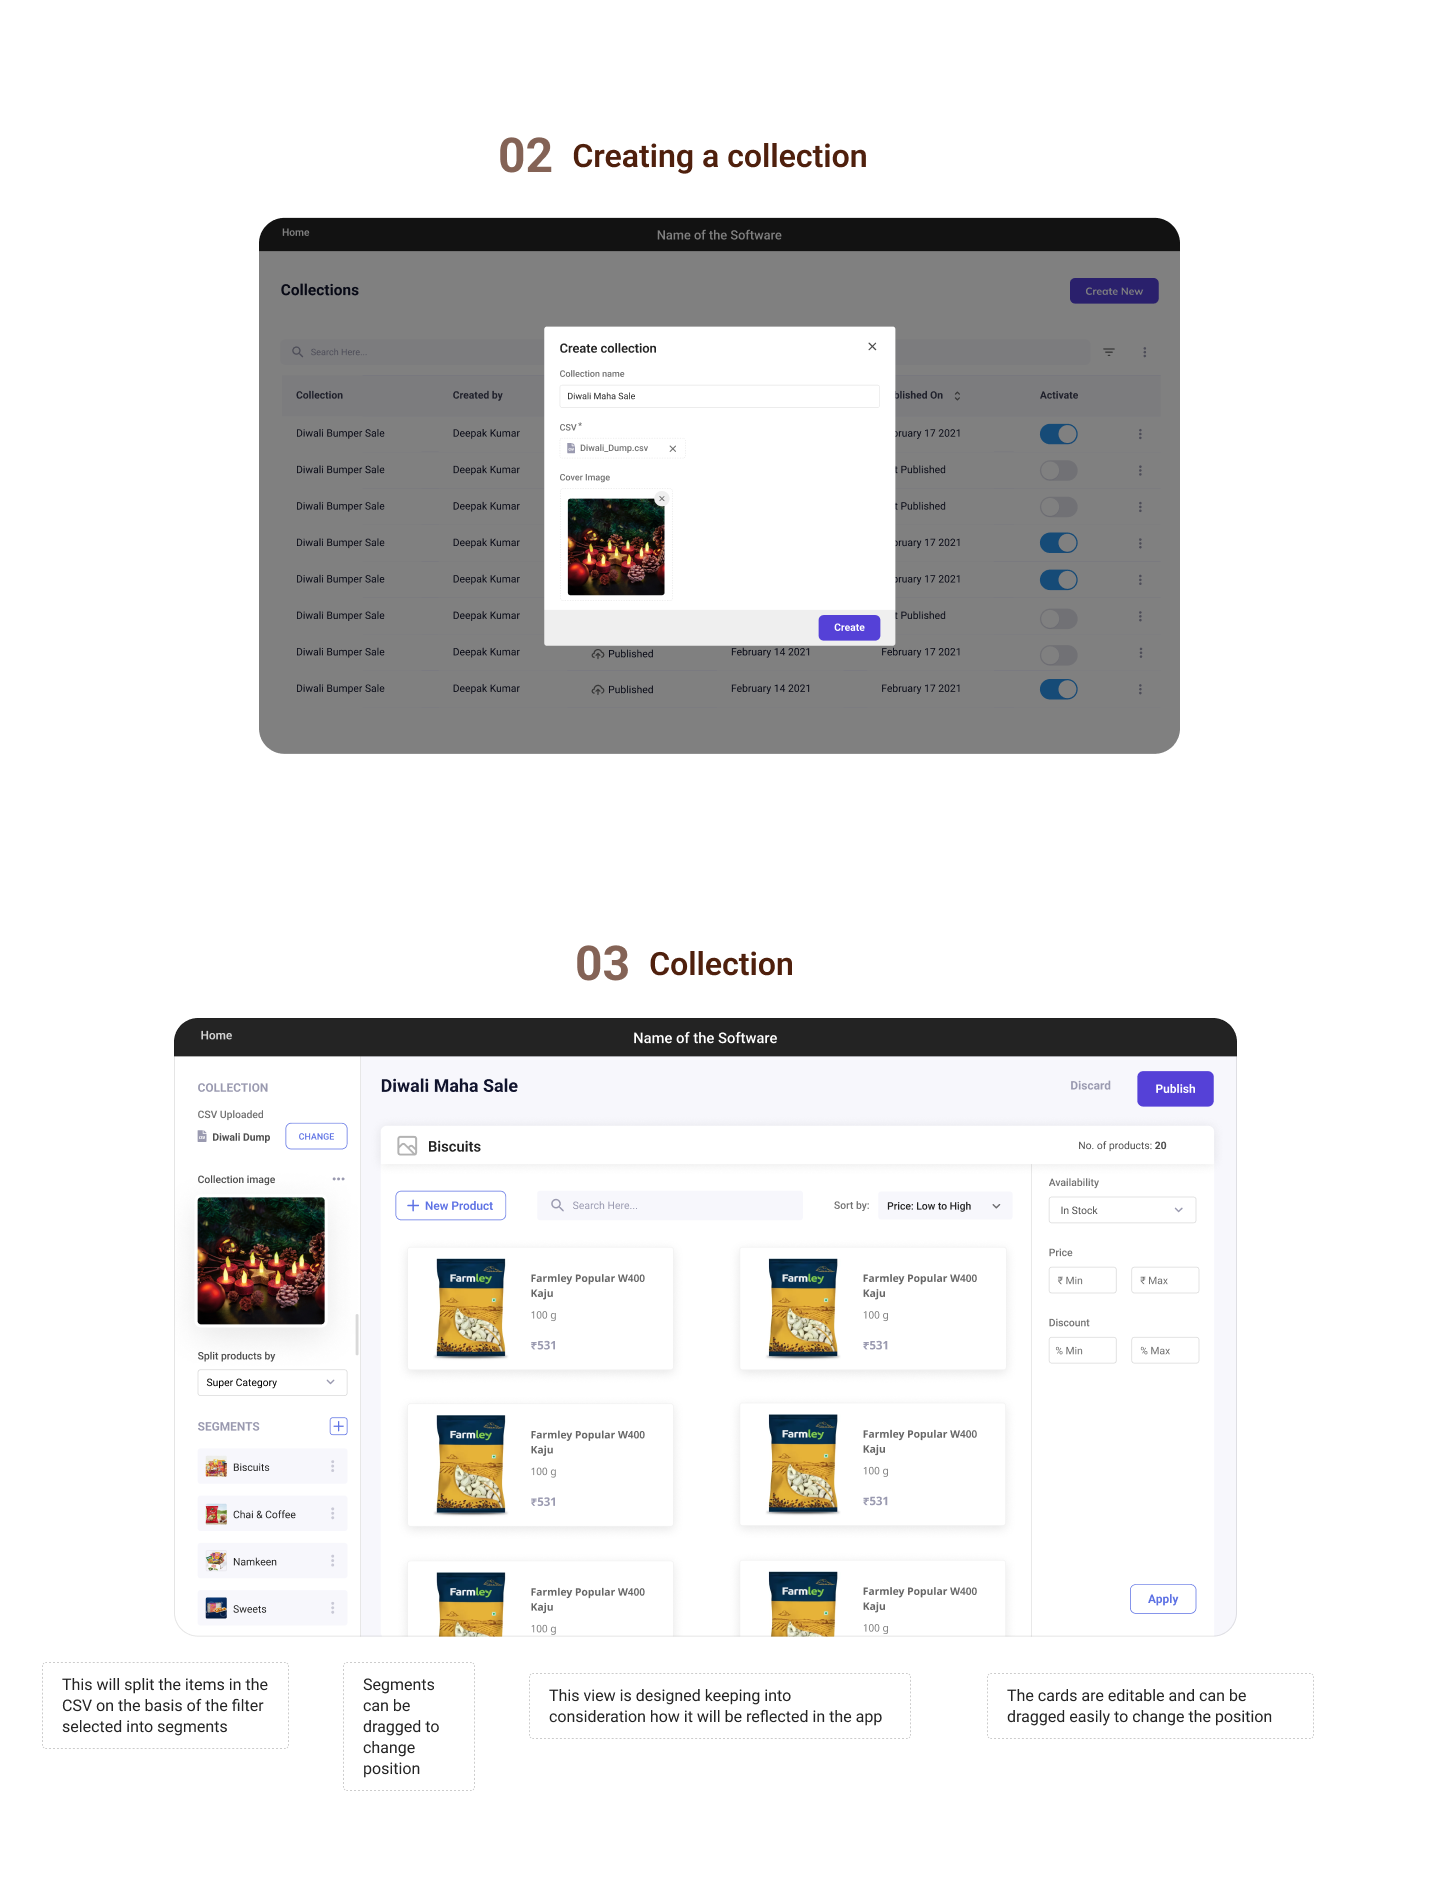 02 Creating a collection
Home
Name of the Software
Collections
Create New
Search Here...
Create collection
Collection name
Diwali Maha Sale
CSV*
Diwali_Dump.csv
Cover Image
Create
Collection Created by On Activate
Diwali Bumper Sale Deepak Kumar 17 2021
Diwali Bumper Sale Deepak Kumar Published
Diwali Bumper Sale Deepak Kumar Published
Diwali Bumper Sale Deepak Kumar 17 2021
Diwali Bumper Sale Deepak Kumar 17 2021
Diwali Bumper Sale Deepak Kumar Published
Diwali Bumper Sale Deepak Kumar Published February 14 2021 February 17 2021
Diwali Bumper Sale Deepak Kumar Published February 14 2021 February 17 2021
03 Collection
Home
Name of the Software
COLLECTION
CSV Uploaded
Diwali Dump
CHANGE
Collection image
Split products by
Super Category
SEGMENTS
Biscuits
Chai & Coffee
Namkeen
Sweets
Diwali Maha Sale
Discard
Publish
Biscuits
No. of products: 20
New Product
Search Here...
Sort by: Price: Low to High
Farmley
Farmley Popular W400
Kaju
100 g
₹531
Farmley
Farmley Popular W400
Kaju
100 g
₹531
Farmley
Farmley Popular W400
Kaju
100 g
₹531
Farmley
Farmley Popular W400
Kaju
100 g
₹531
Farmley
Farmley Popular W400
Kaju
100 g
Farmley
Farmley Popular W400
Kaju
100 g
Availability
In Stock
Price
₹ Min ₹ Max
Discount
% Min % Max
Apply
This will split the items in the
CSV on the basis of the filter
selected into segments
Segments
can be
dragged to
change
position
This view is designed keeping into
consideration how it will be reflected in the app
The cards are editable and can be
dragged easily to change the position